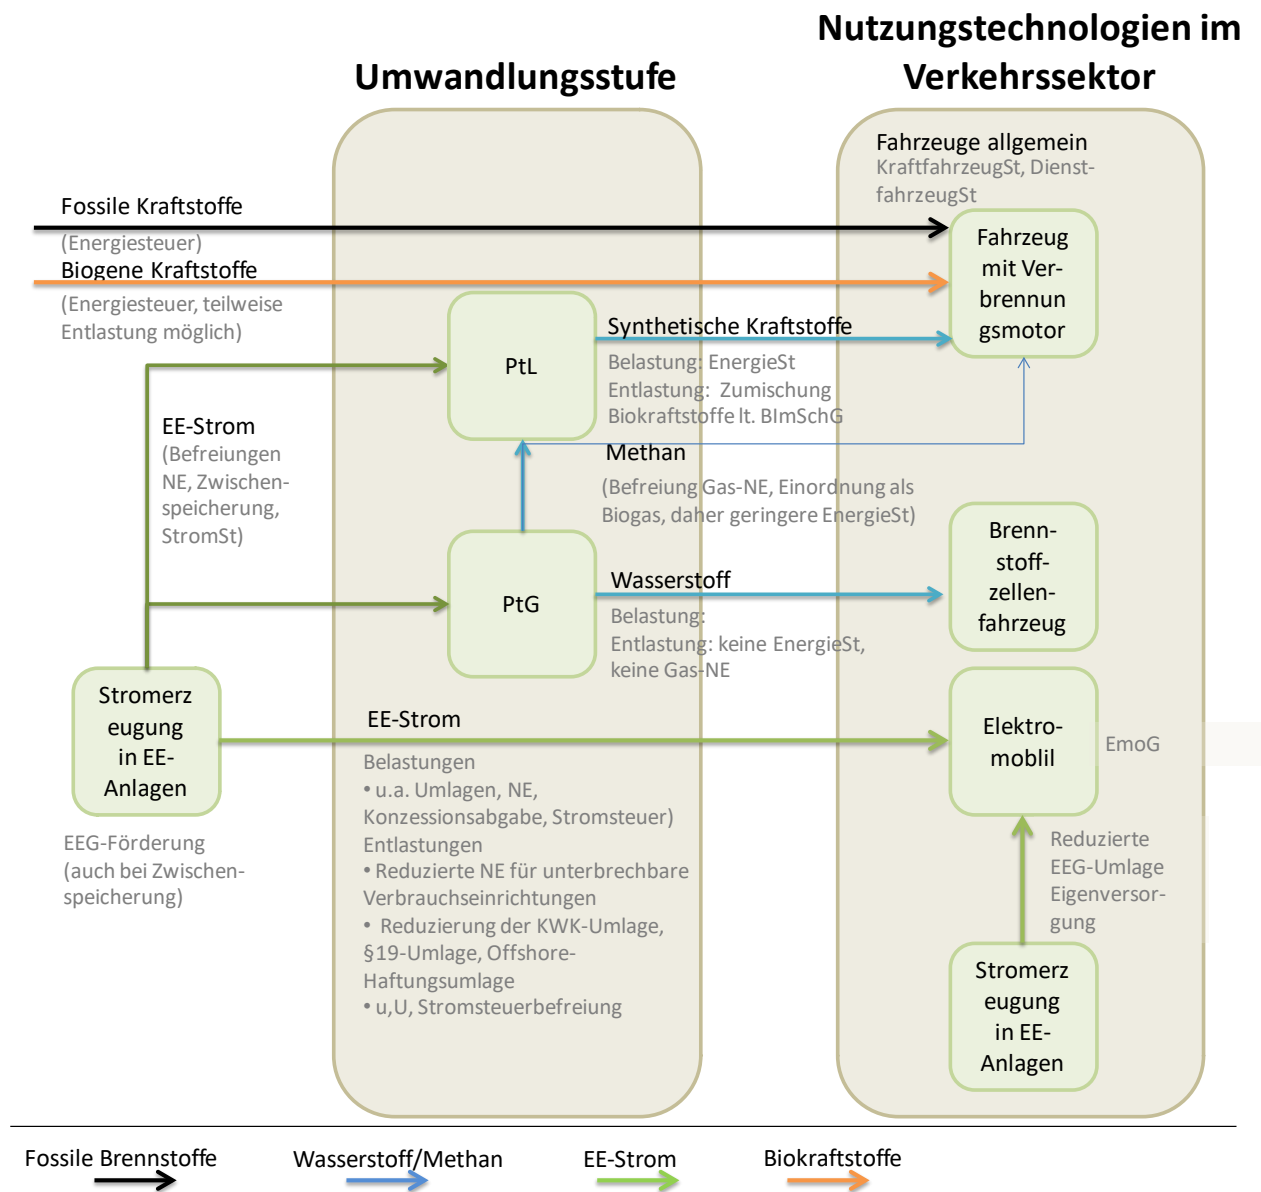 Nutzungstechnologien im
Verkehrssektor
Umwandlungsstufe
Fahrzeuge allgemein
KraftfahrzeugSt, Dienst-
fahrzeugSt
Fossile Kraftstoffe
(Energiesteuer)
Biogene Kraftstoffe
(Energiesteuer, teilweise
Entlastung möglich)
Fahrzeug
mit Ver-
brennun
gsmotor
PtL
Synthetische Kraftstoffe
Belastung: EnergieSt
Entlastung: Zumischung
Biokraftstoffe lt. BImSchG
EE-Strom
(Befreiungen
NE, Zwischen-
speicherung,
StromSt)
Methan
(Befreiung Gas-NE, Einordnung als
Biogas, daher geringere EnergieSt)
PtG
Wasserstoff
Belastung:
Entlastung: keine EnergieSt,
keine Gas-NE
Brenn-
stoff-
zellen-
fahrzeug
Stromerz
eugung
in EE-
Anlagen
EEG-Förderung
(auch bei Zwischen-
speicherung)
EE-Strom
Belastungen
• u.a. Umlagen, NE,
Konzessionsabgabe, Stromsteuer)
Entlastungen
• Reduzierte NE für unterbrechbare
Verbrauchseinrichtungen
• Reduzierung der KWK-Umlage,
§19-Umlage, Offshore-
Haftungsumlage
• u,U, Stromsteuerbefreiung
Elektro-
moblil
EmoG
Reduzierte
EEG-Umlage
Eigenversor-
gung
Stromerz
eugung
in EE-
Anlagen
Fossile Brennstoffe
Wasserstoff/Methan
EE-Strom
Biokraftstoffe